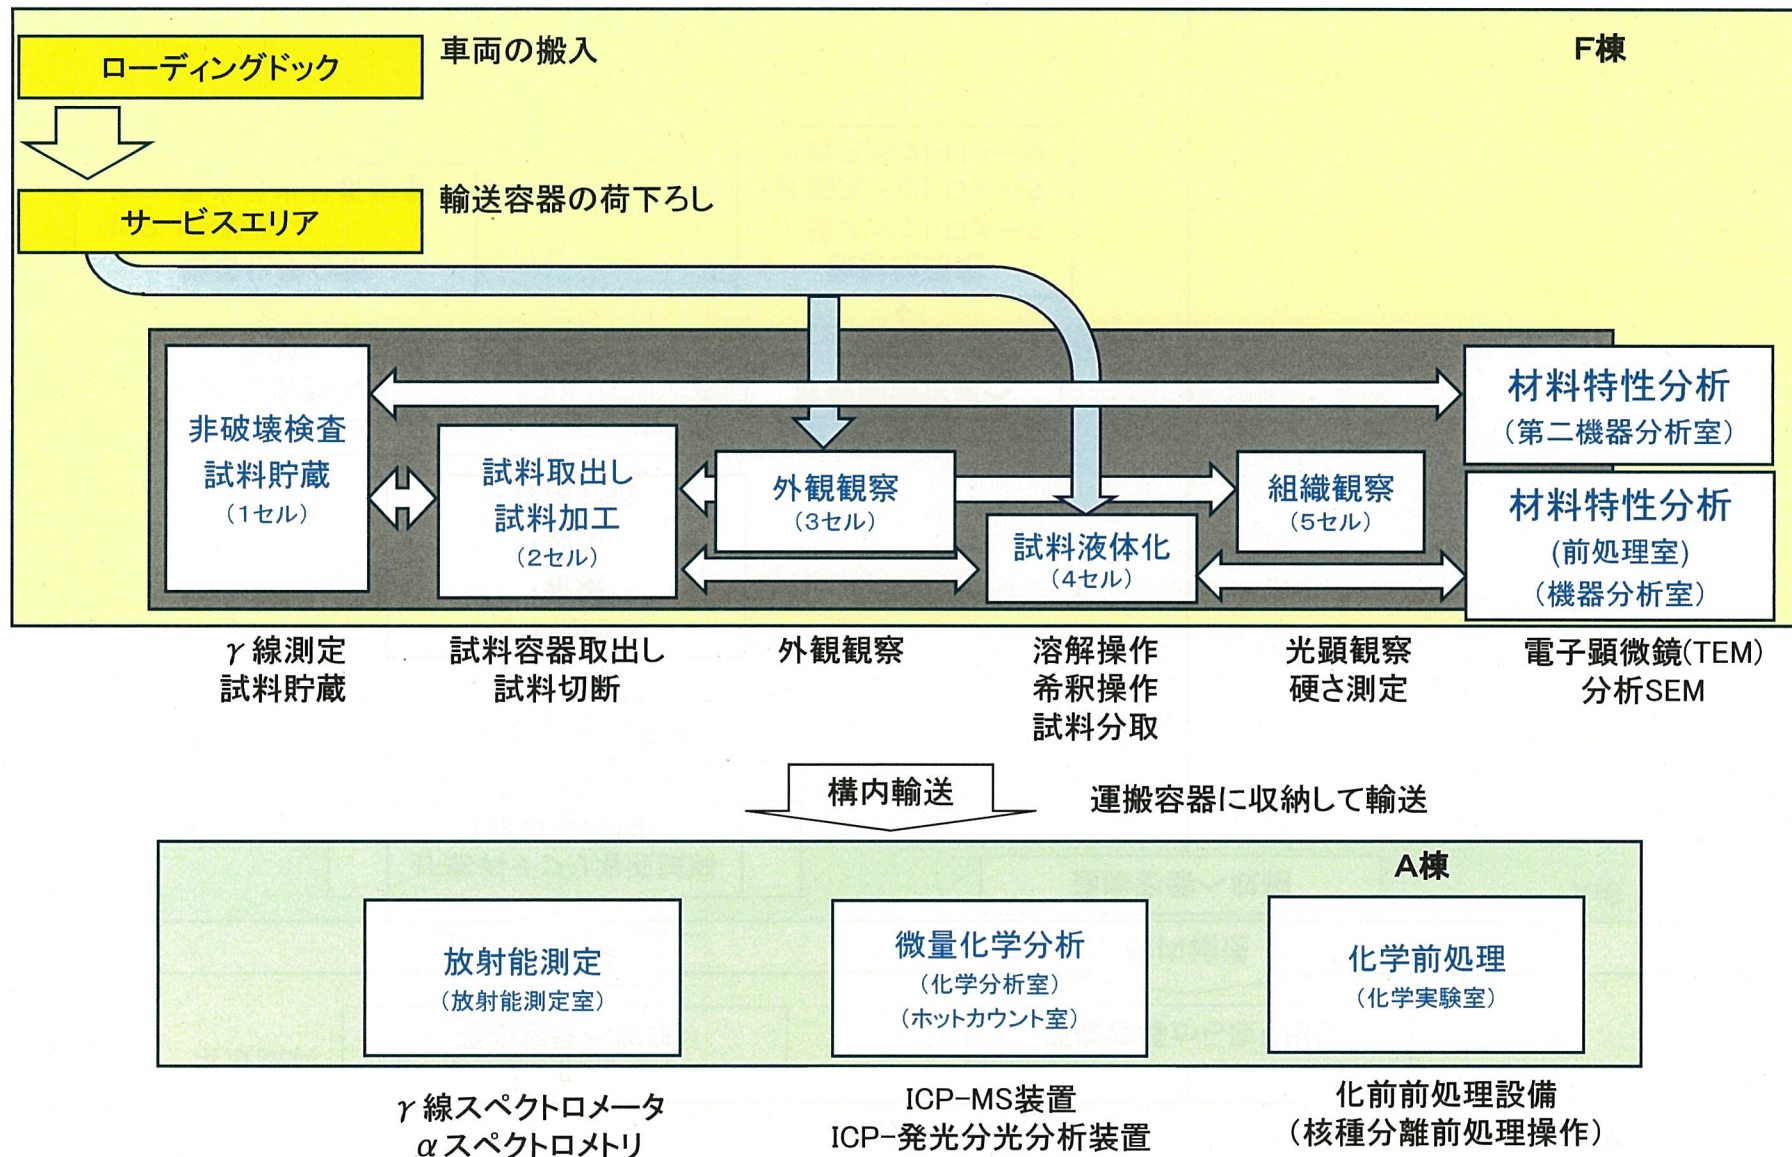 F棟
ローディングドック
車両の搬入
サービスエリア
輸送容器の荷下ろし
非破壊検査
試料貯蔵
（1セル）
試料取出し
試料加工
（2セル）
外観観察
（3セル）
試料液体化
（4セル）
組織観察
（5セル）
材料特性分析
（第二機器分析室）
材料特性分析
(前処理室)
（機器分析室）
γ線測定
試料貯蔵
試料容器取出し
試料切断
外観観察
溶解操作
希釈操作
試料分取
光顕観察
硬さ測定
電子顕微鏡(TEM)
分析SEM
構内輸送
運搬容器に収納して輸送
A棟
放射能測定
（放射能測定室）
微量化学分析
（化学分析室）
（ホットカウント室）
化学前処理
（化学実験室）
γ線スペクトロメータ
αスペクトロメトリ
ICP-MS装置
ICP-発光分光分析装置
化前前処理設備
（核種分離前処理操作）